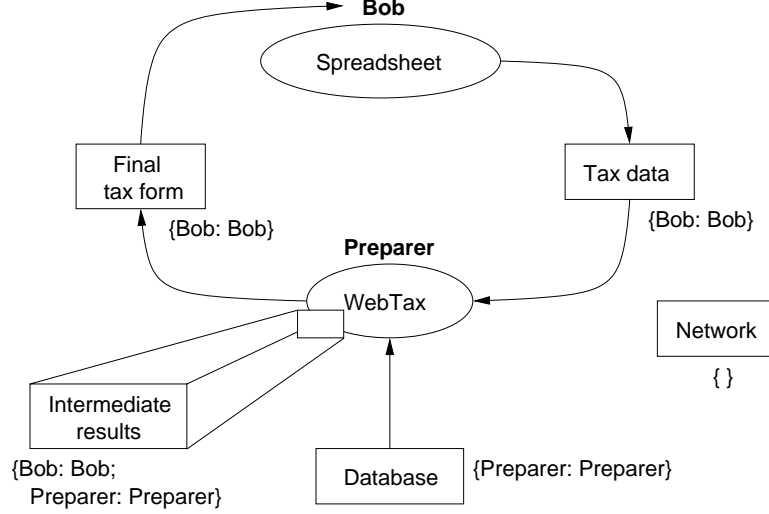 Bob
Spreadsheet
Final
tax form
{Bob: Bob}
Tax data
{Bob: Bob}
Preparer
WebTax
Network
{ }
Intermediate
results
{Bob: Bob;
Preparer: Preparer}
Database
{Preparer: Preparer}